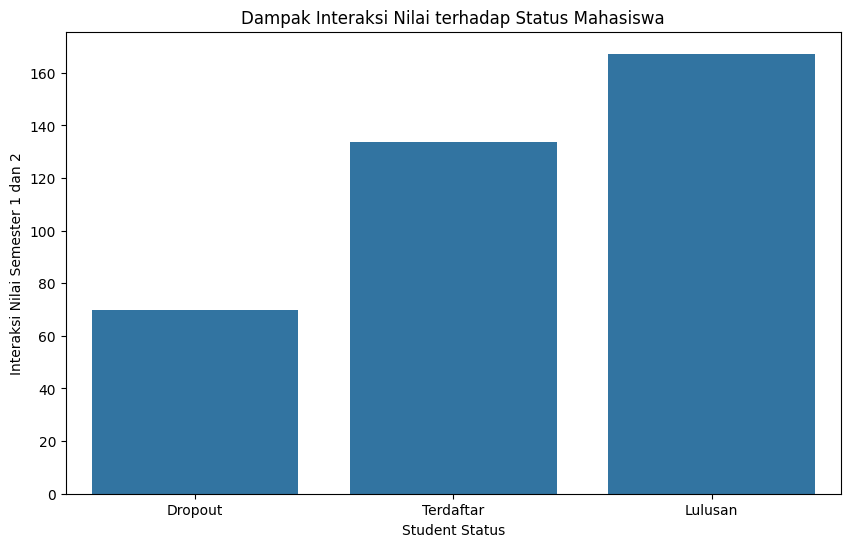 Dampak Interaksi Nilai terhadap Status Mahasiswa
Interaksi Nilai Semester 1 dan 2
160
140
120
100
80
60
40
20
0
Dropout
Terdaftar
Lulusan
Student Status